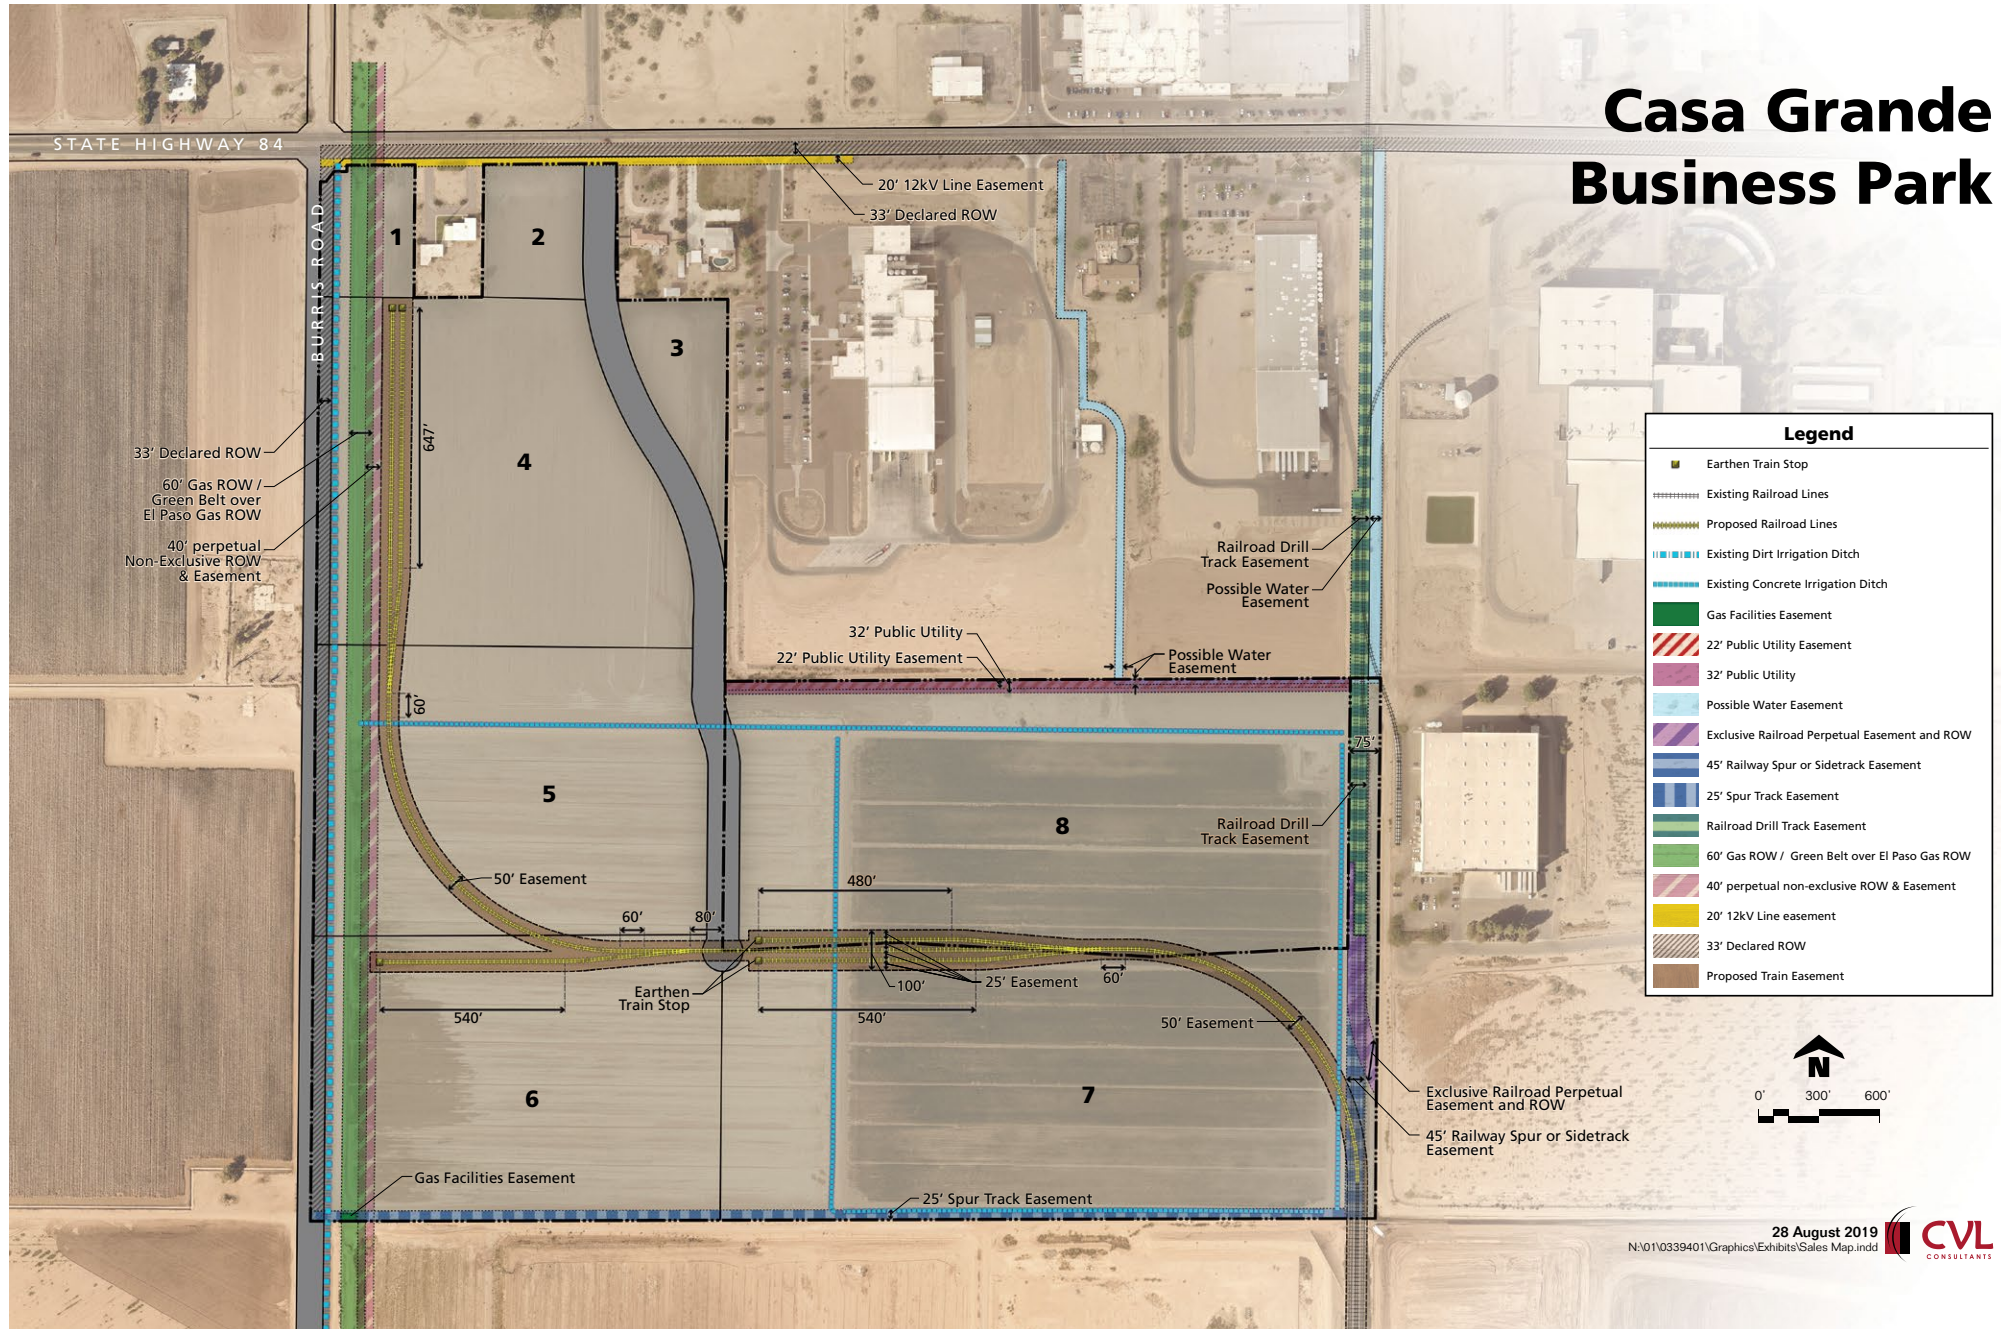 Casa Grande
Business Park
STATE HIGHWAY 84
BURRIS ROAD
20' 12kV Line Easement
33' Declared ROW
1
2
3
4
5
6
7
8
647'
33' Declared ROW
60' Gas ROW /
Green Belt over
El Paso Gas ROW
40' perpetual
Non-Exclusive ROW
& Easement
Railroad Drill
Track Easement
Possible Water
Easement
32' Public Utility
22' Public Utility Easement
Possible Water
Easement
60'
75'
Railroad Drill
Track Easement
50' Easement
480'
60'
80'
Earthen
Train Stop
100'
25' Easement
60'
540'
540'
50' Easement
Exclusive Railroad Perpetual
Easement and ROW
45' Railway Spur or Sidetrack
Easement
Gas Facilities Easement
25' Spur Track Easement
Legend
Earthen Train Stop
Existing Railroad Lines
Proposed Railroad Lines
Existing Dirt Irrigation Ditch
Existing Concrete Irrigation Ditch
Gas Facilities Easement
22' Public Utility Easement
32' Public Utility
Possible Water Easement
Exclusive Railroad Perpetual Easement and ROW
45' Railway Spur or Sidetrack Easement
25' Spur Track Easement
Railroad Drill Track Easement
60' Gas ROW / Green Belt over El Paso Gas ROW
40' perpetual non-exclusive ROW & Easement
20' 12kV Line easement
33' Declared ROW
Proposed Train Easement
N
0' 300' 600'
28 August 2019
N:\01\0339401\Graphics\Exhibits\Sales Map.indd
CVL
CONSULTANTS